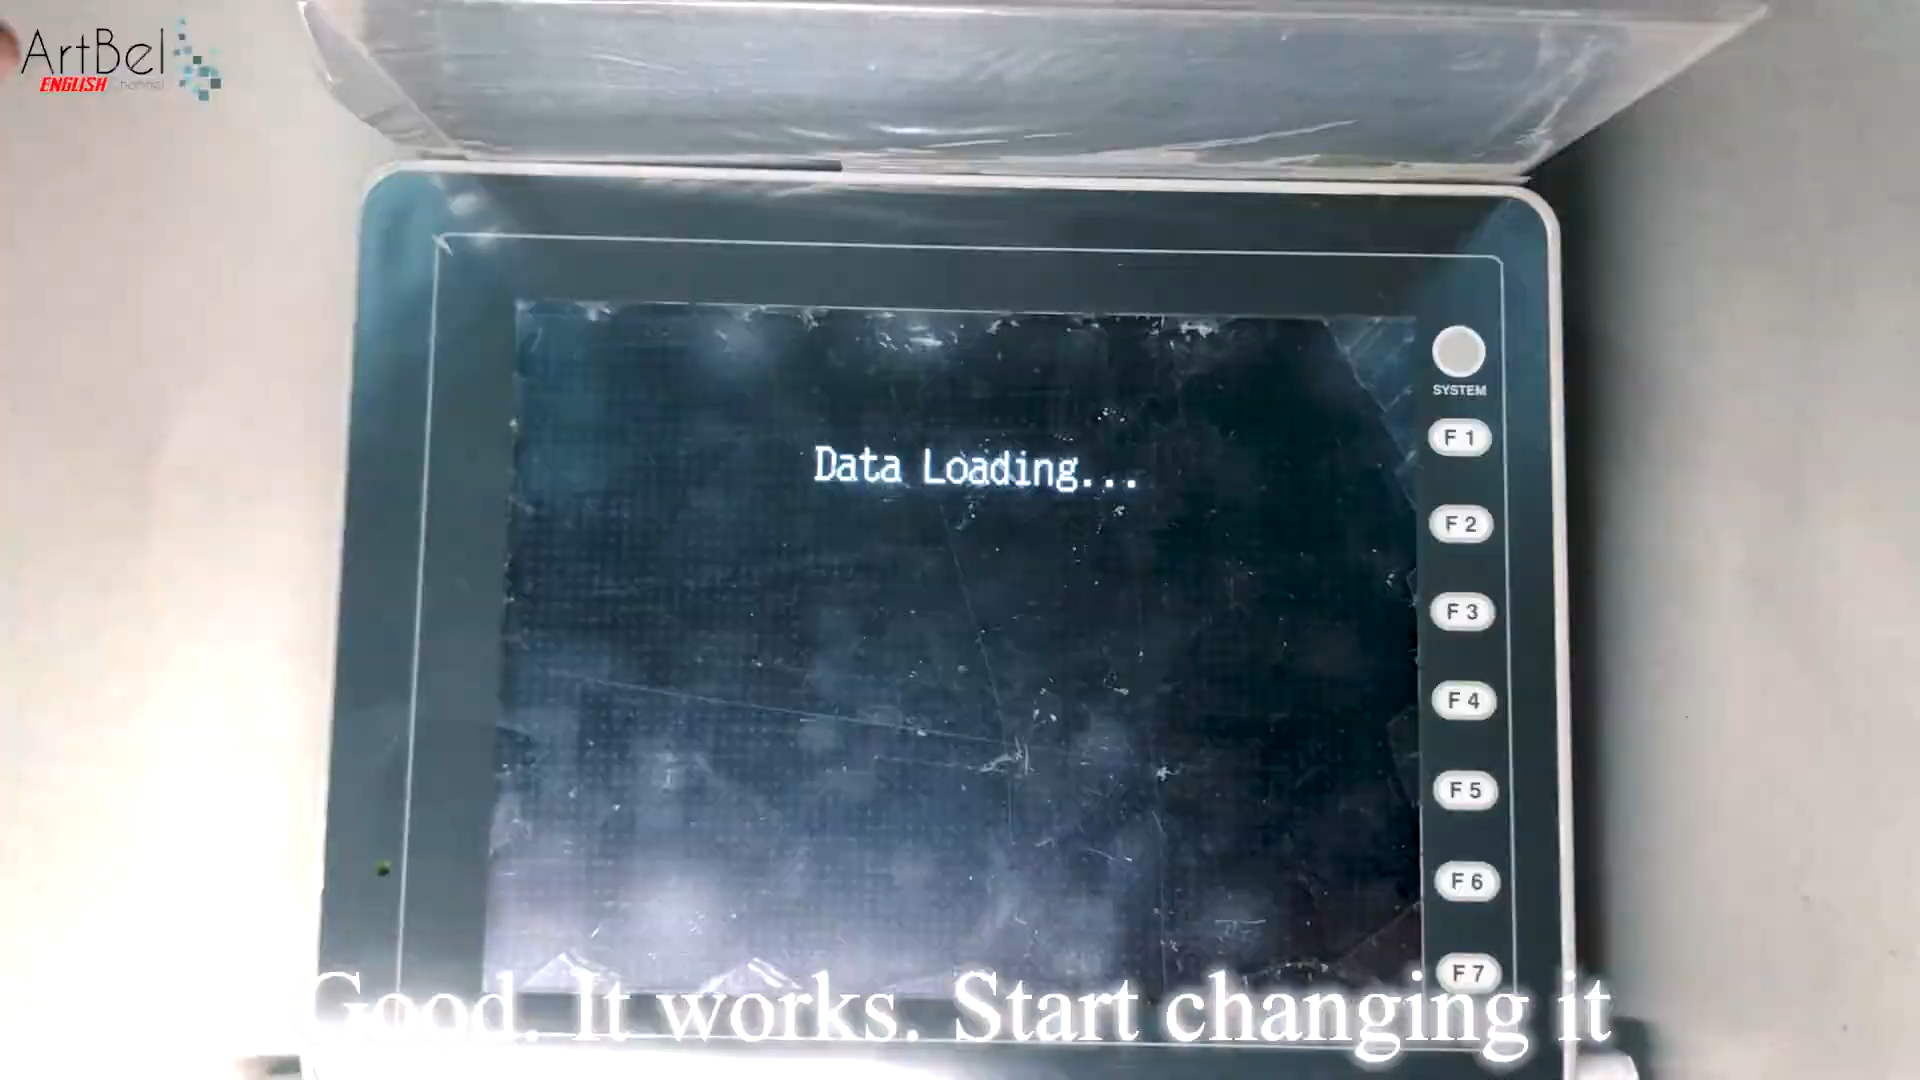 ArtBel
ENGLISH Channel
Data Loading...
SYSTEM
F 1
F 2
F 3
F 4
F 5
F 6
F 7
Good. It works. Start changing it